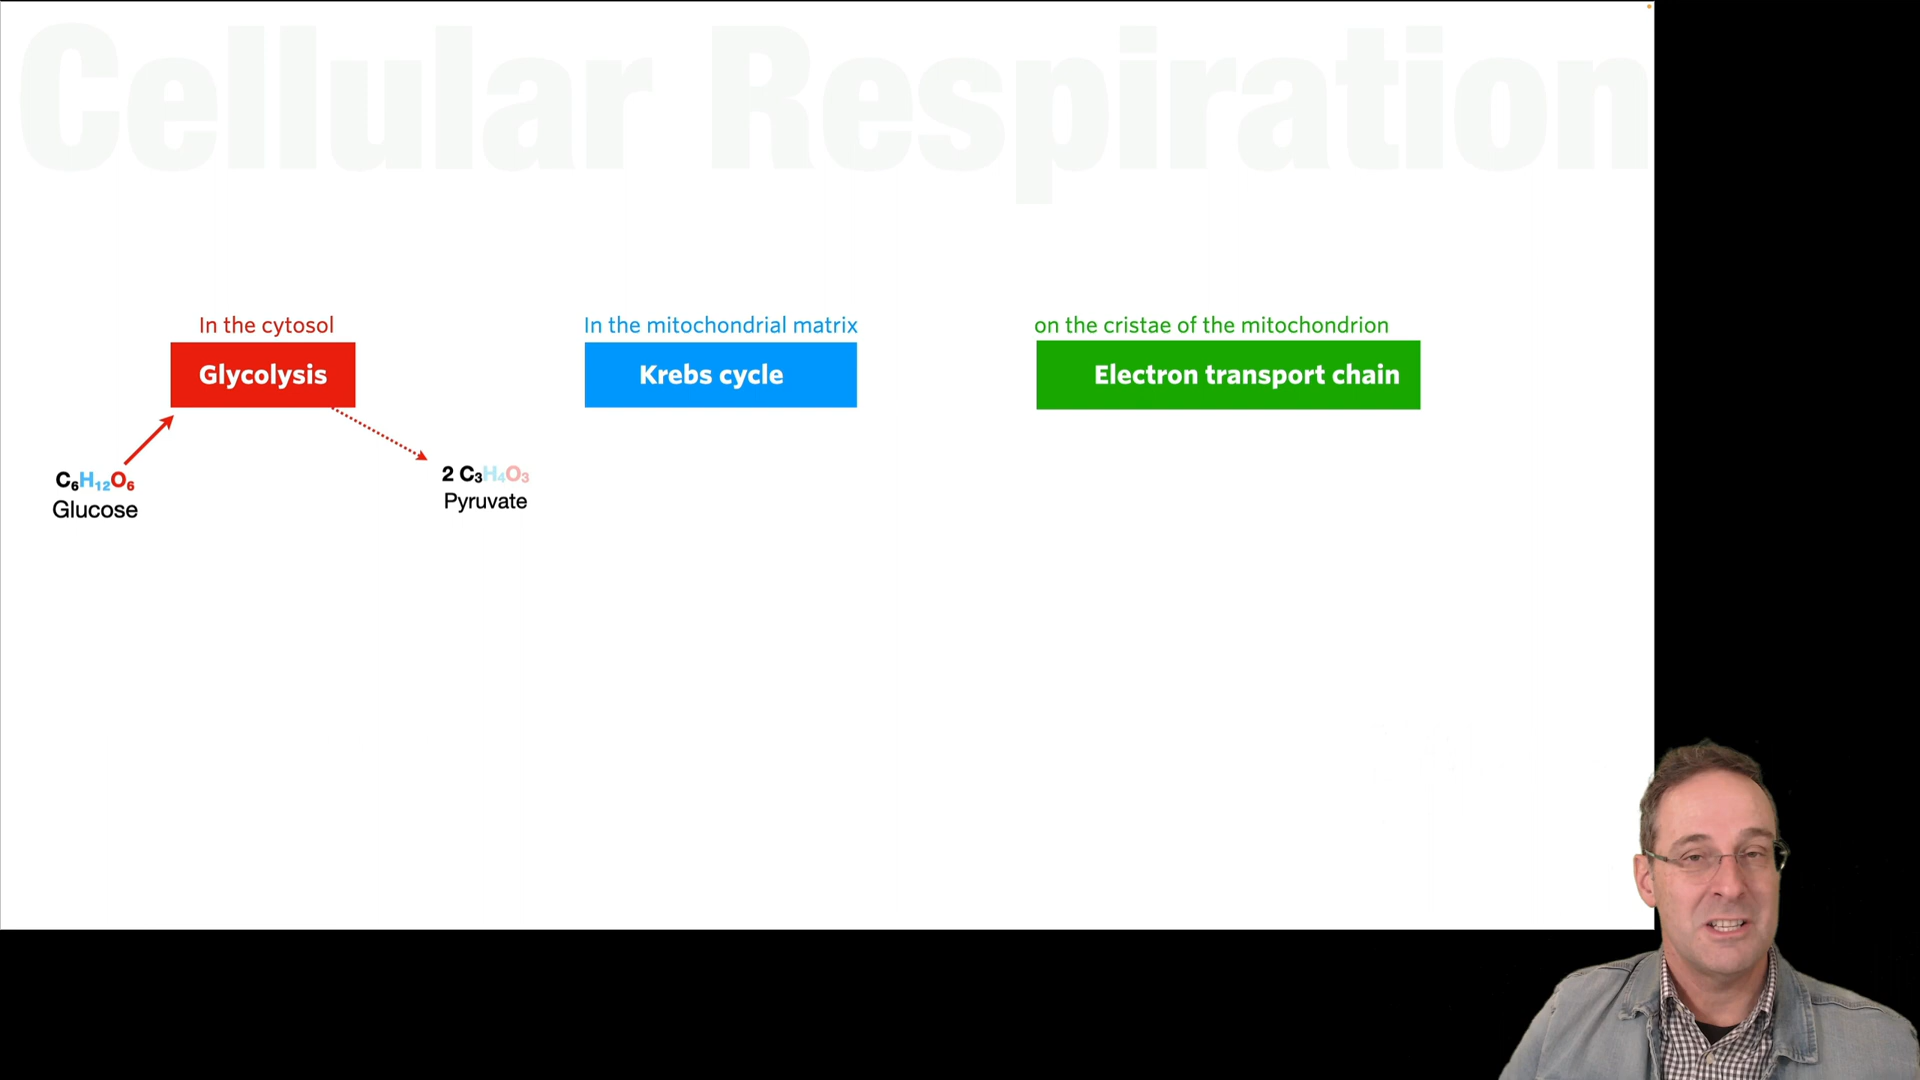 Cellular Respiration
In the cytosol
Glycolysis
In the mitochondrial matrix
Krebs cycle
on the cristae of the mitochondrion
Electron transport chain
C₆H₁₂O₆
Glucose
2 C₃H₄O₃
Pyruvate